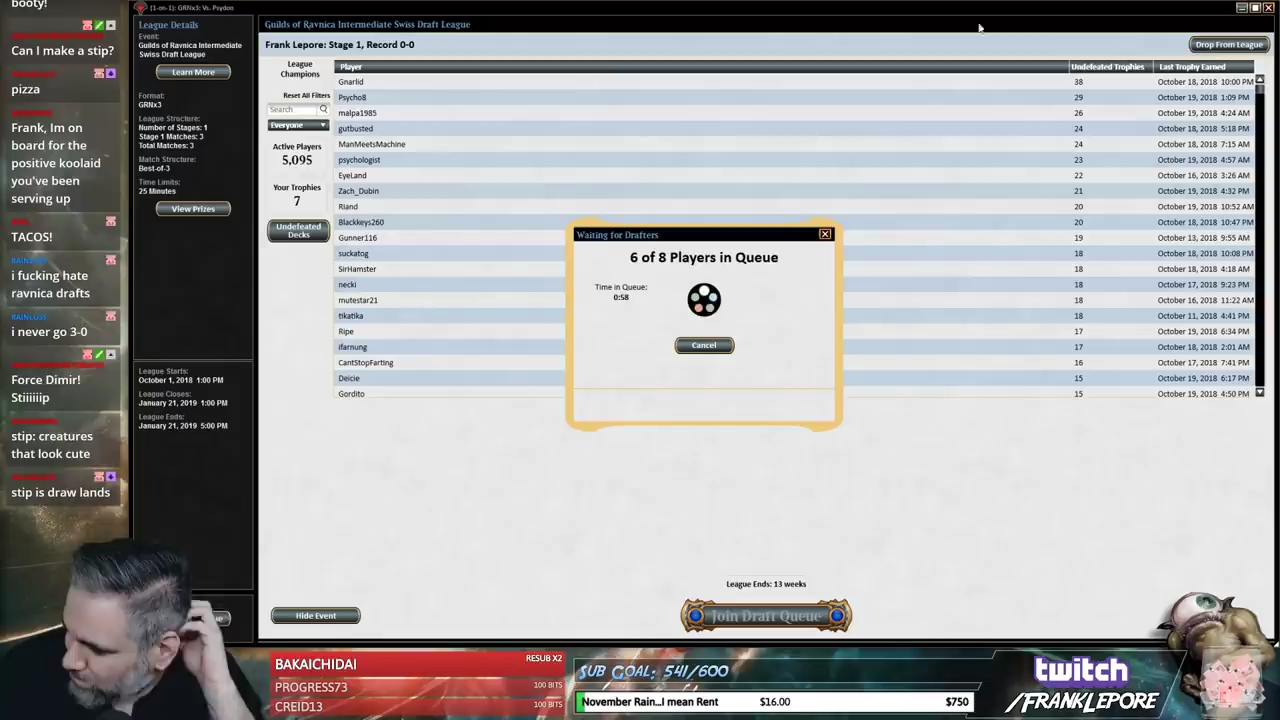 booty!
Can I make a stip?
pizza
Frank, Im on
board for the
positive koolaid
you've been
serving up
TACOS!
i fucking hate
ravnica drafts
i never go 3-0
Force Dimir!
Stiiiiip
stip: creatures
that look cute
stip is draw lands
(1-on-1): GRNx3: Vs. Psydon
League Details
Event:
Guilds of Ravnica Intermediate
Swiss Draft League
Learn More
Format:
GRNx3
League Structure:
Number of Stages: 1
Stage 1 Matches: 3
Total Matches: 3
Match Structure:
Best-of-3
Time Limits:
25 Minutes
View Prizes
League Starts:
October 1, 2018 1:00 PM
League Closes:
January 21, 2019 1:00 PM
League Ends:
January 21, 2019 5:00 PM
Guilds of Ravnica Intermediate Swiss Draft League
Frank Lepore: Stage 1, Record 0-0
Drop From League
League
Champions
Reset All Filters
Search
Everyone
Active Players
5,095
Your Trophies
7
Undefeated
Decks
Player Undefeated Trophies Last Trophy Earned
Gnarlid 38 October 18, 2018 10:00 PM
Psycho8 29 October 19, 2018 1:09 PM
malpa1985 26 October 19, 2018 4:24 AM
gutbusted 24 October 18, 2018 5:18 PM
ManMeetsMachine 24 October 18, 2018 7:15 AM
psychologist 23 October 19, 2018 4:57 AM
EyeLand 22 October 16, 2018 3:26 AM
Zach_Dubin 21 October 19, 2018 4:32 PM
Rland 20 October 19, 2018 10:52 AM
Blackkeys260 20 October 18, 2018 10:47 PM
Gunner116 19 October 13, 2018 9:55 AM
suckatog 18 October 19, 2018 10:08 PM
SirHamster 18 October 19, 2018 4:18 AM
necki 18 October 17, 2018 9:23 PM
mutestar21 18 October 16, 2018 11:22 AM
tikatika 18 October 11, 2018 4:41 PM
Ripe 17 October 19, 2018 6:34 PM
ifarnung 17 October 18, 2018 2:01 AM
CantStopFarting 16 October 17, 2018 7:41 PM
Deicie 15 October 19, 2018 6:17 PM
Gordito 15 October 19, 2018 4:50 PM
Waiting for Drafters
6 of 8 Players in Queue
Time in Queue:
0:58
Cancel
League Ends: 13 weeks
Hide Event
Join Draft Queue
BAKAICHIDAI RESUB X2
PROGRESS73 100 BITS
CREID13 100 BITS
SUB GOAL: 541/600
November Rain...I mean Rent $16.00 $750
twitch
/FRANKLEPORE